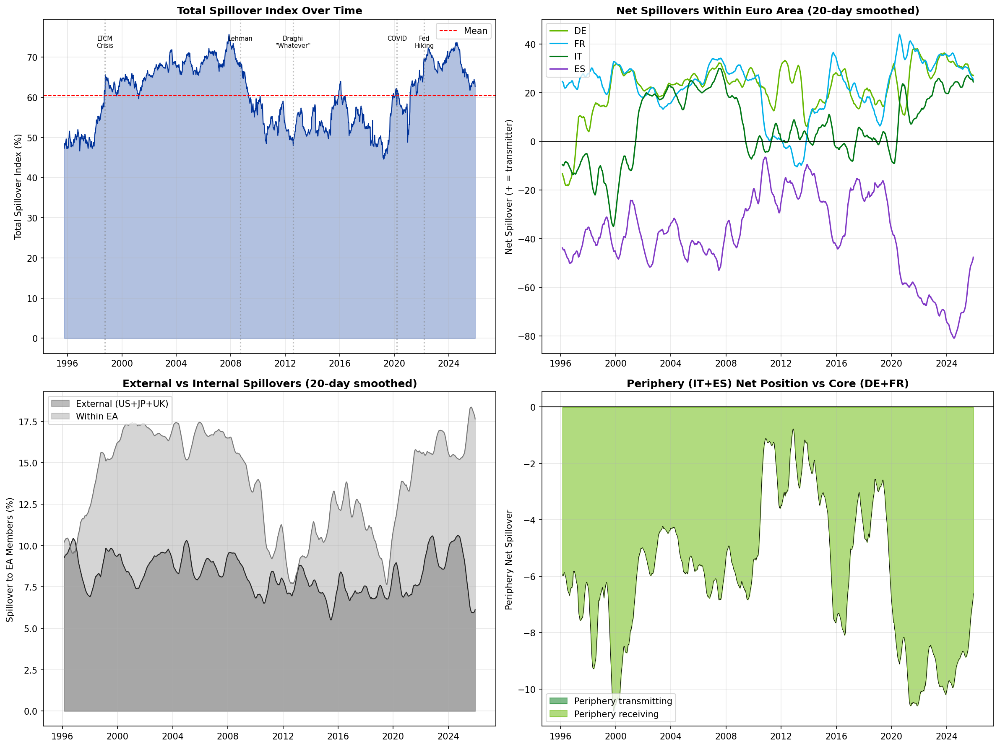 Total Spillover Index Over Time
Total Spillover Index (%)
70
60
50
40
30
20
10
0
LTCM
Crisis
Lehman
Draghi
"Whatever"
COVID
Fed
Hiking
Mean
1996
2000
2004
2008
2012
2016
2020
2024
Net Spillovers Within Euro Area (20-day smoothed)
Net Spillover (+ = transmitter)
40
20
0
−20
−40
−60
−80
DE
FR
IT
ES
1996
2000
2004
2008
2012
2016
2020
2024
External vs Internal Spillovers (20-day smoothed)
Spillover to EA Members (%)
17.5
15.0
12.5
10.0
7.5
5.0
2.5
0.0
External (US+JP+UK)
Within EA
1996
2000
2004
2008
2012
2016
2020
2024
Periphery (IT+ES) Net Position vs Core (DE+FR)
Periphery Net Spillover
0
−2
−4
−6
−8
−10
Periphery transmitting
Periphery receiving
1996
2000
2004
2008
2012
2016
2020
2024